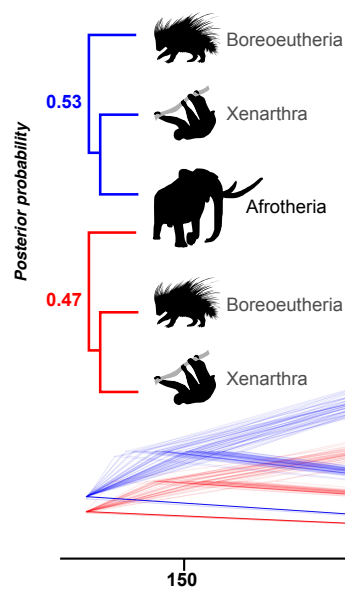 Boreoeutheria
0.53
Xenarthra
Posterior probability
Afrotheria
0.47
Boreoeutheria
Xenarthra
150